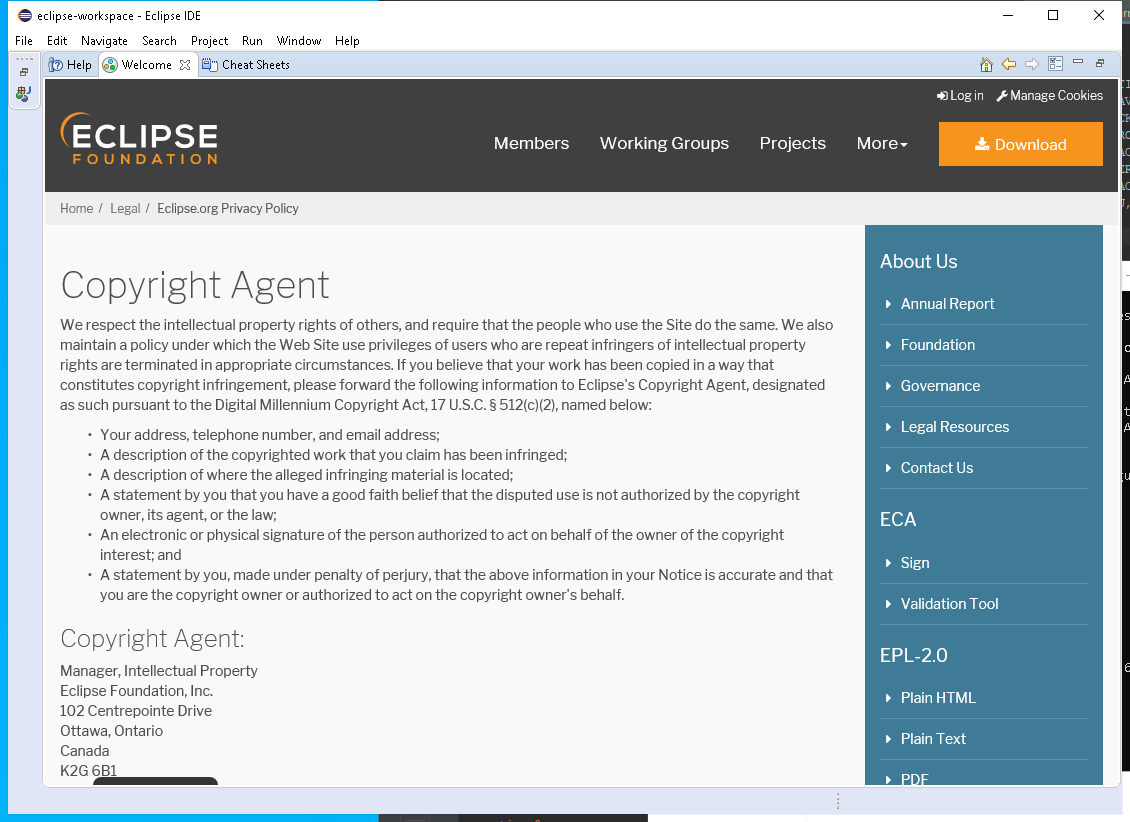 eclipse-workspace - Eclipse IDE
File Edit Navigate Search Project Run Window Help
Help Welcome Cheat Sheets
Log in Manage Cookies
ECLIPSE
FOUNDATION
Members Working Groups Projects More Download
Home / Legal / Eclipse.org Privacy Policy
Copyright Agent
We respect the intellectual property rights of others, and require that the people who use the Site do the same. We also
maintain a policy under which the Web Site use privileges of users who are repeat infringers of intellectual property
rights are terminated in appropriate circumstances. If you believe that your work has been copied in a way that
constitutes copyright infringement, please forward the following information to Eclipse's Copyright Agent, designated
as such pursuant to the Digital Millennium Copyright Act, 17 U.S.C. § 512(c)(2), named below:
• Your address, telephone number, and email address;
• A description of the copyrighted work that you claim has been infringed;
• A description of where the alleged infringing material is located;
• A statement by you that you have a good faith belief that the disputed use is not authorized by the copyright
owner, its agent, or the law;
• An electronic or physical signature of the person authorized to act on behalf of the owner of the copyright
interest; and
• A statement by you, made under penalty of perjury, that the above information in your Notice is accurate and that
you are the copyright owner or authorized to act on the copyright owner's behalf.
Copyright Agent:
Manager, Intellectual Property
Eclipse Foundation, Inc.
102 Centrepointe Drive
Ottawa, Ontario
Canada
K2G 6B1
About Us
Annual Report
Foundation
Governance
Legal Resources
Contact Us
ECA
Sign
Validation Tool
EPL-2.0
Plain HTML
Plain Text
PDF